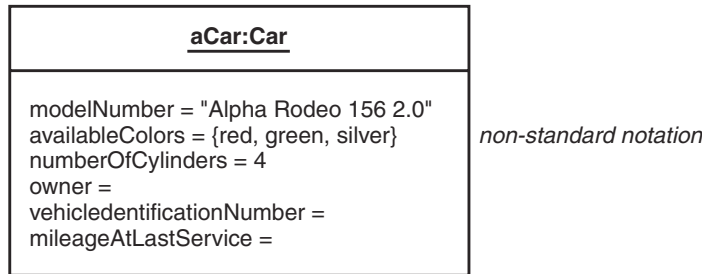 aCar:Car
modelNumber = "Alpha Rodeo 156 2.0"
availableColors = {red, green, silver}
non-standard notation
numberOfCylinders = 4
owner =
vehicledentificationNumber =
mileageAtLastService =